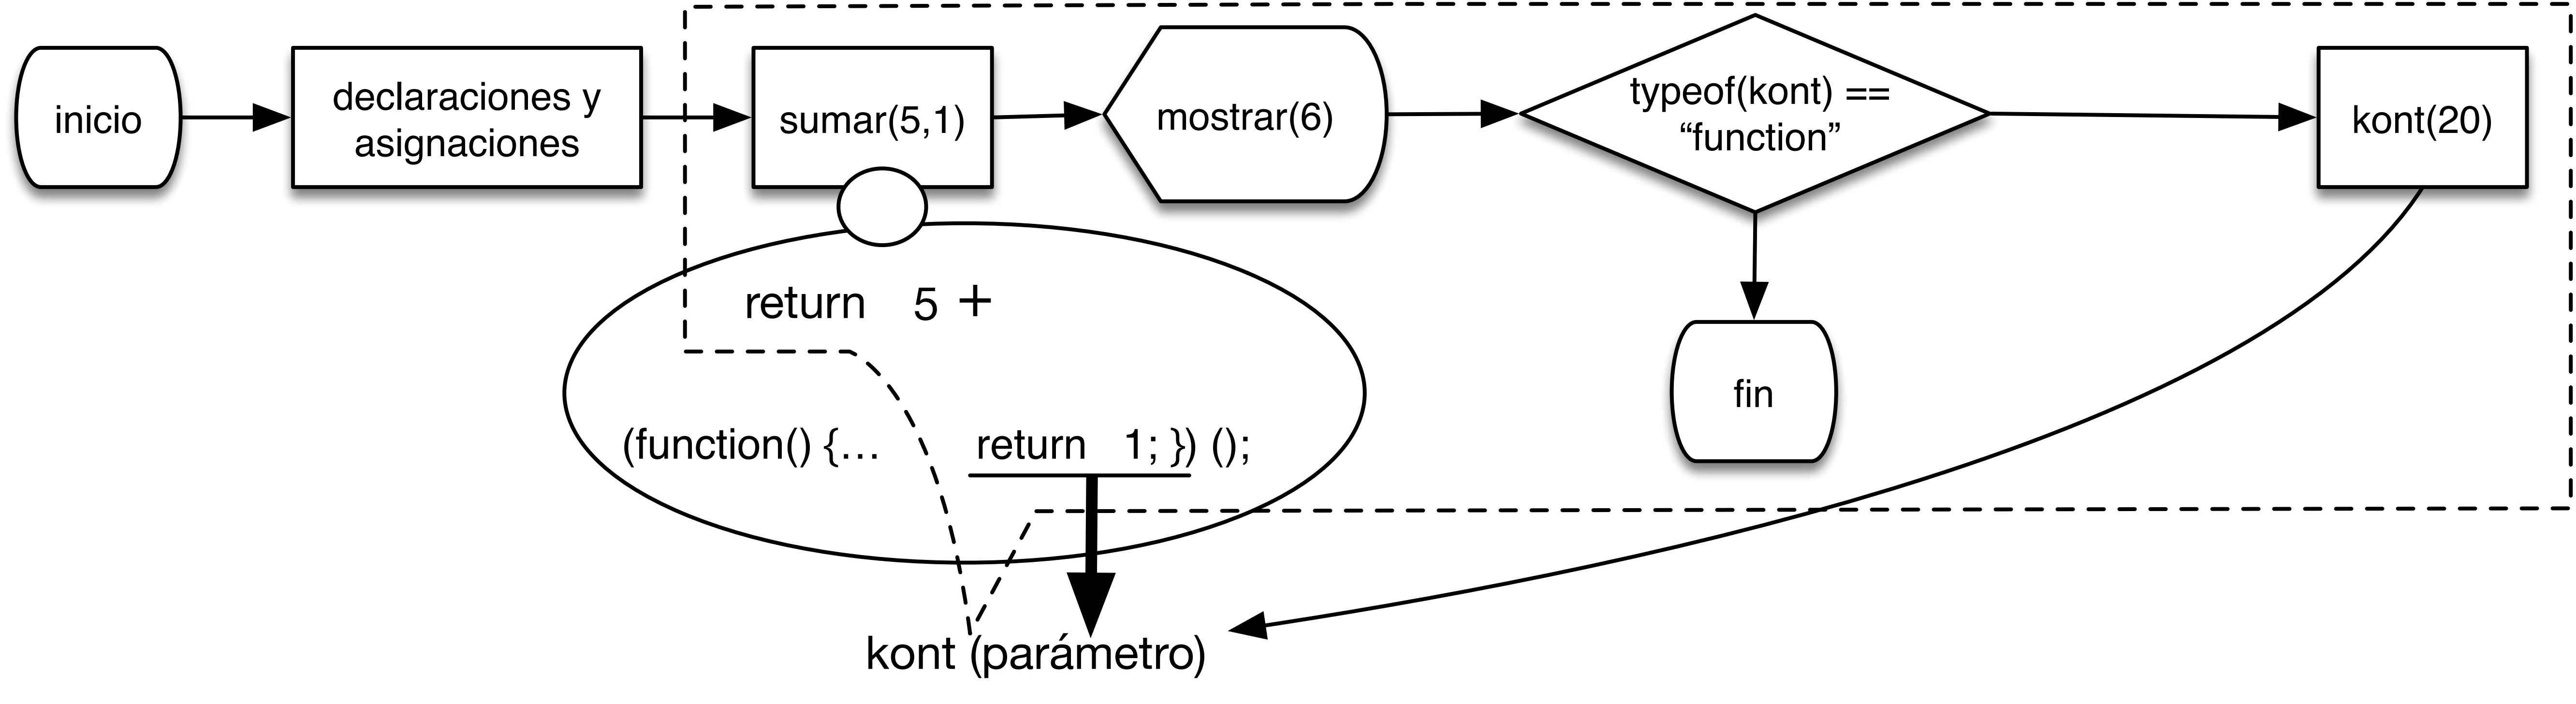 inicio
declaraciones y
asignaciones
sumar(5,1)
mostrar(6)
typeof(kont) ==
“function”
kont(20)
return 5 +
(function() {... return 1; }) ();
fin
kont (parámetro)